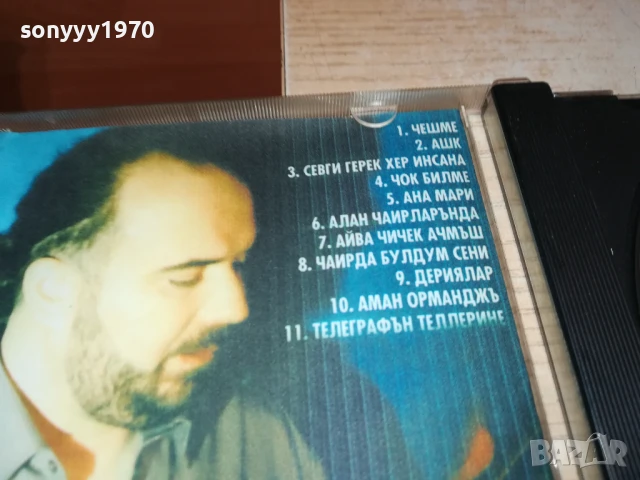 sonyyy1970
1. ЧЕШМЕ
2. АШК
3. СЕВГИ ГЕРЕК ХЕР ИНСАНА
4. ЧОК БИЛМЕ
5. АНА МАРИ
6. АЛАН ЧАИРЛАРЪНДА
7. АЙВА ЧИЧЕК АЧМЪШ
8. ЧАИРДА БУЛДУМ СЕНИ
9. ДЕРИЯЛАР
10. АМАН ОРМАНДЖЪ
11. ТЕЛЕГРАФЪН ТЕЛЛЕРИНЕ
BAZAR